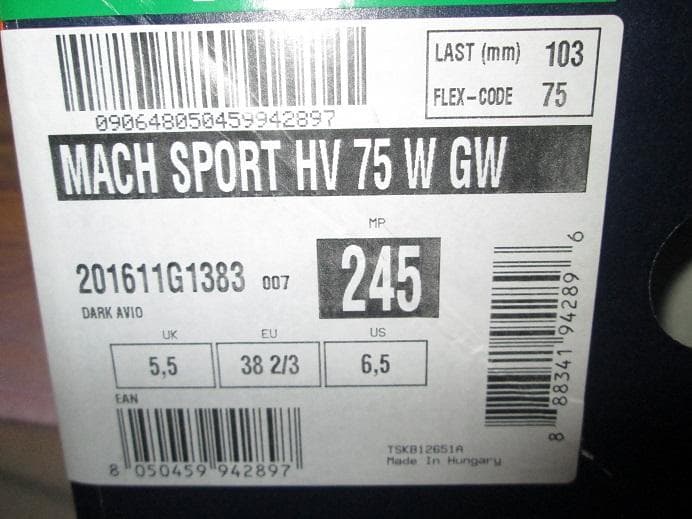 LAST (mm) 103
FLEX-CODE 75
090648050459942897
MACH SPORT HV 75 W GW
MP
201611G1383 007 245
DARK AVIO
UK EU US
5,5 38 2/3 6,5
EAN
8 050459 942897
8 88341 94289 6
TSKB12651A
Made In Hungary